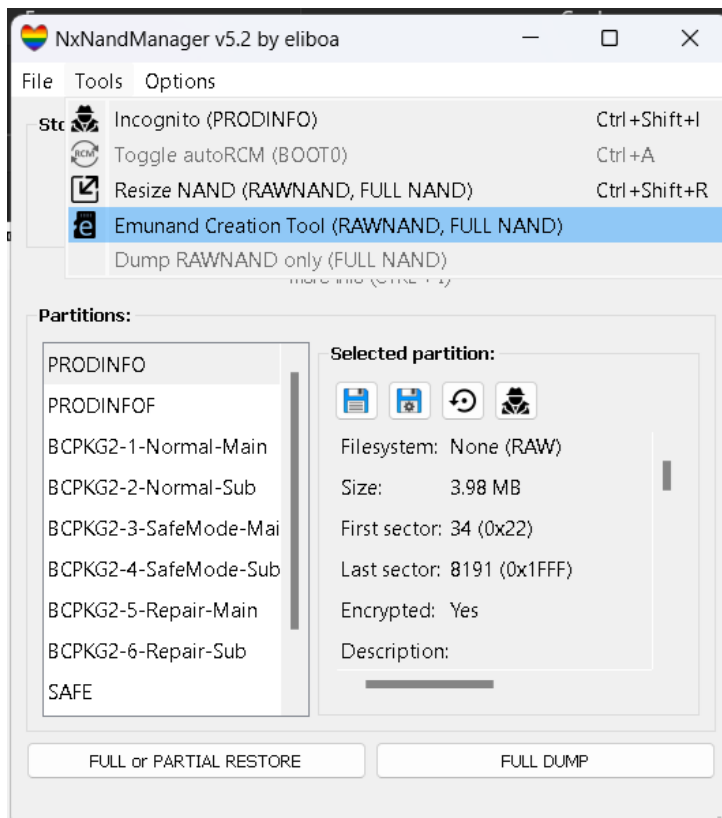 NxNandManager v5.2 by eliboa
File Tools Options
Incognito (PRODINFO) Ctrl+Shift+I
Toggle autoRCM (BOOT0) Ctrl+A
Resize NAND (RAWNAND, FULL NAND) Ctrl+Shift+R
Emunand Creation Tool (RAWNAND, FULL NAND)
Dump RAWNAND only (FULL NAND)
Partitions:
PRODINFO
PRODINFOF
BCPKG2-1-Normal-Main
BCPKG2-2-Normal-Sub
BCPKG2-3-SafeMode-Mai
BCPKG2-4-SafeMode-Sub
BCPKG2-5-Repair-Main
BCPKG2-6-Repair-Sub
SAFE
Selected partition:
Filesystem: None (RAW)
Size: 3.98 MB
First sector: 34 (0x22)
Last sector: 8191 (0x1FFF)
Encrypted: Yes
Description:
FULL or PARTIAL RESTORE
FULL DUMP